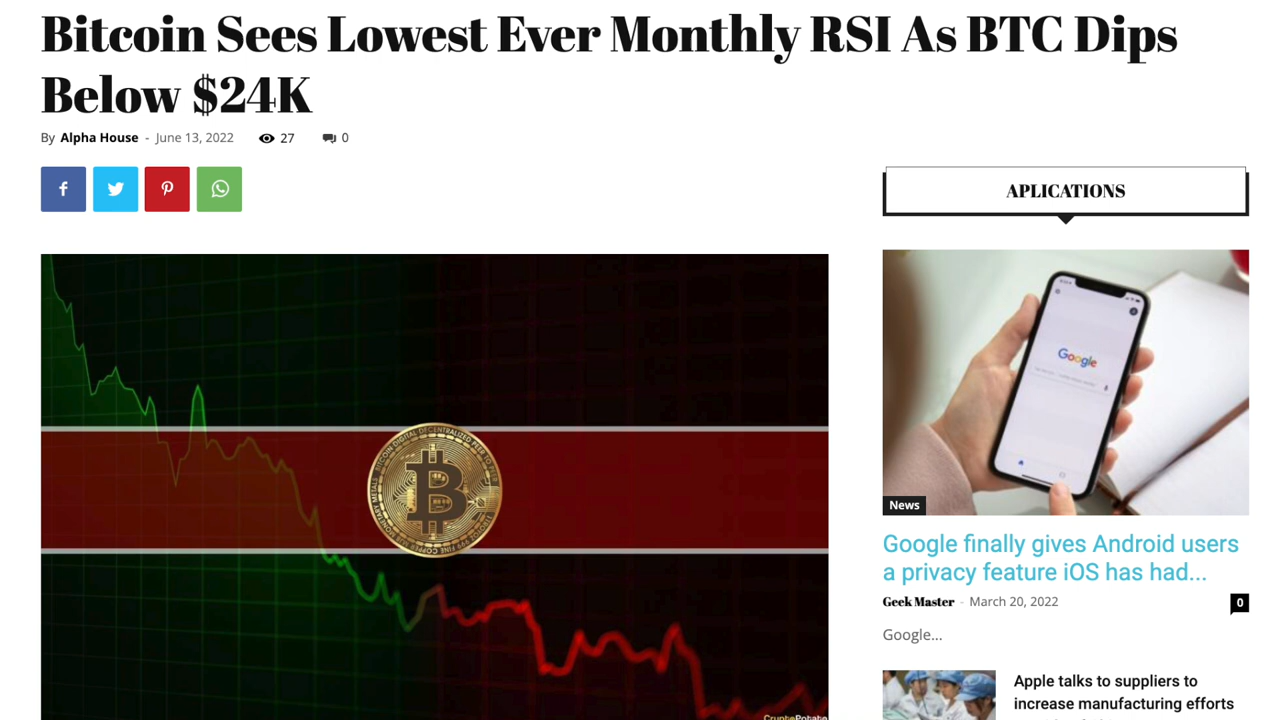 Bitcoin Sees Lowest Ever Monthly RSI As BTC Dips
Below $24K
By Alpha House - June 13, 2022 27 0
APLICATIONS
Google
News
Google finally gives Android users
a privacy feature iOS has had...
Geek Master - March 20, 2022 0
Google...
Apple talks to suppliers to
increase manufacturing efforts
CryptoPotato